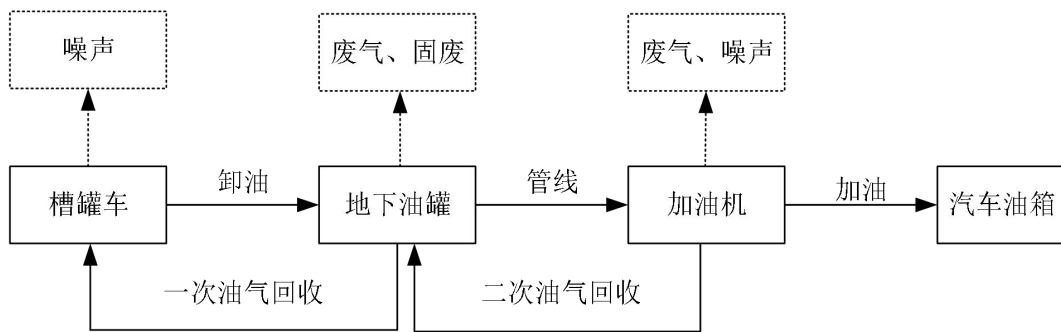 噪声
废气、固废
废气、噪声
槽罐车
卸油
地下油罐
管线
加油机
加油
汽车油箱
一次油气回收
二次油气回收